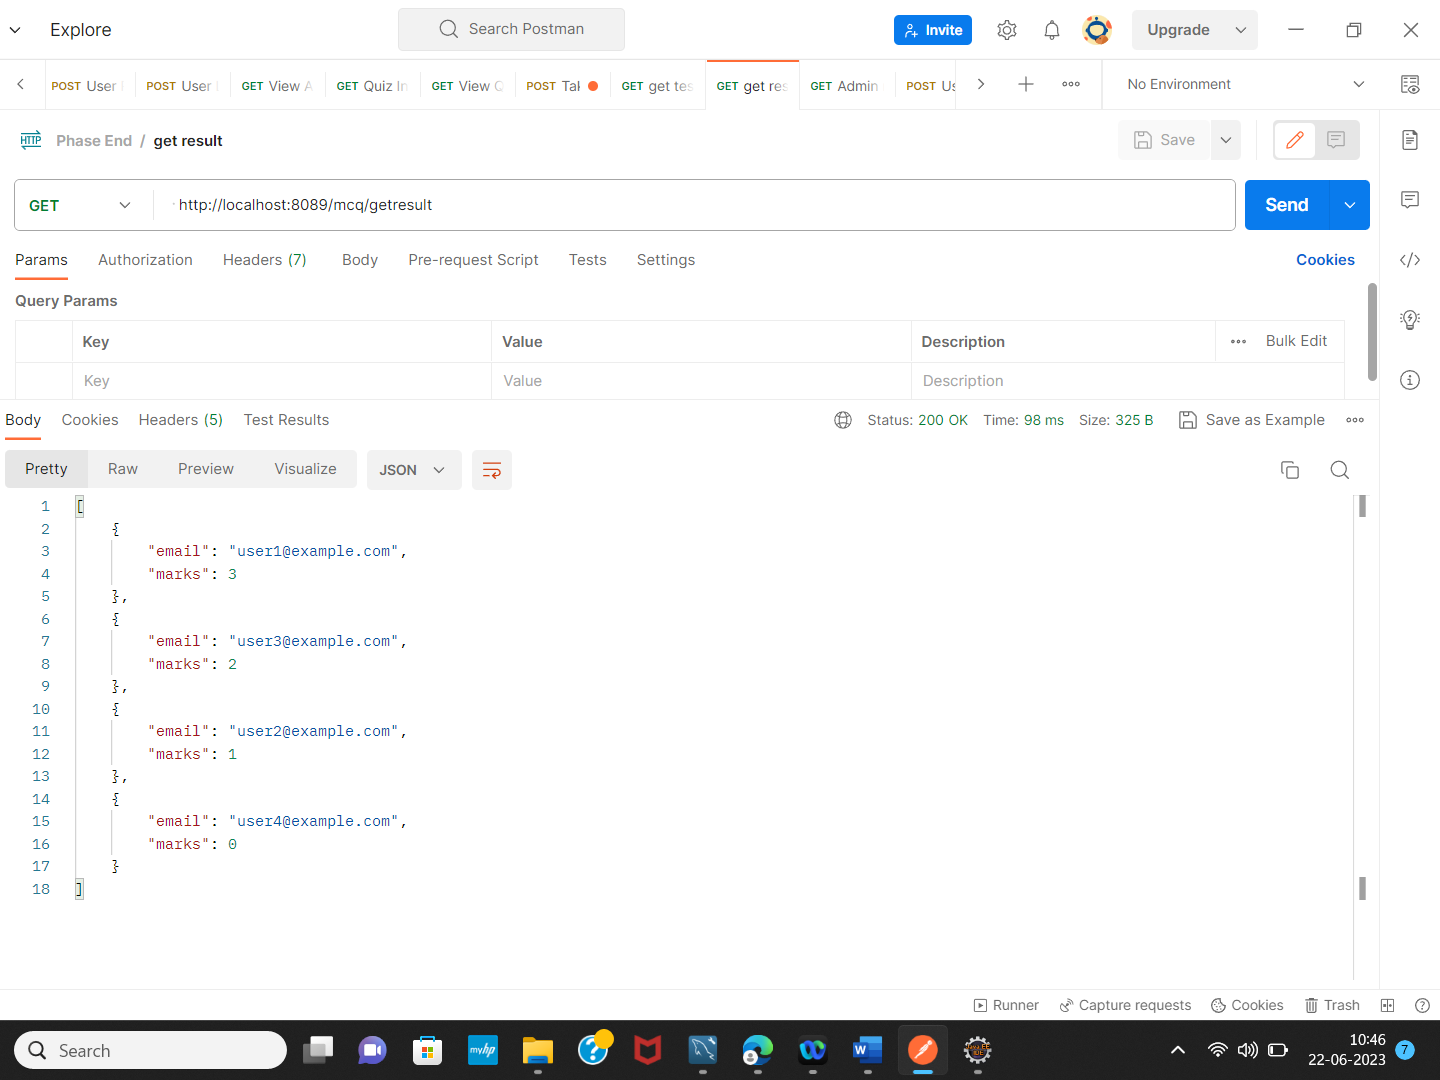 Explore
Search Postman
Invite
Upgrade
POST User
POST User
GET View A
GET Quiz In
GET View Q
POST Tak
GET get tes
GET get res
GET Admin
POST Us
No Environment
HTTP Phase End / get result
Save
GET http://localhost:8089/mcq/getresult
Send
Params Authorization Headers (7) Body Pre-request Script Tests Settings Cookies
Query Params
Key Value Description Bulk Edit
Key Value Description
Body Cookies Headers (5) Test Results Status: 200 OK Time: 98 ms Size: 325 B Save as Example
Pretty Raw Preview Visualize JSON
1 [
2 {
3 "email": "user1@example.com",
4 "marks": 3
5 },
6 {
7 "email": "user3@example.com",
8 "marks": 2
9 },
10 {
11 "email": "user2@example.com",
12 "marks": 1
13 },
14 {
15 "email": "user4@example.com",
16 "marks": 0
17 }
18 ]
Runner Capture requests Cookies Trash
Search
myhp
W
10:46
22-06-2023
7